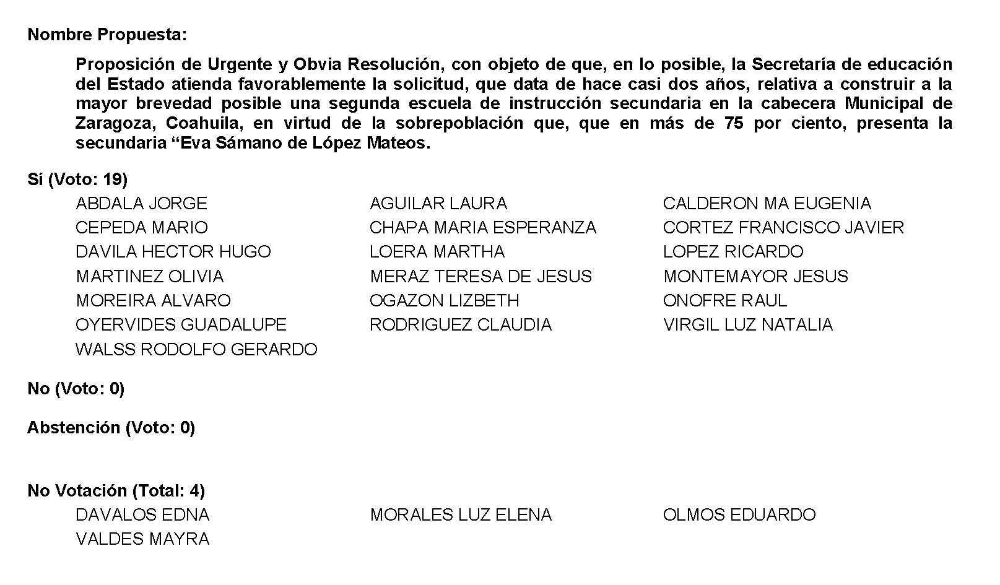 Nombre Propuesta:
Proposición de Urgente y Obvia Resolución, con objeto de que, en lo posible, la Secretaría de educación
del Estado atienda favorablemente la solicitud, que data de hace casi dos años, relativa a construir a la
mayor brevedad posible una segunda escuela de instrucción secundaria en la cabecera Municipal de
Zaragoza, Coahuila, en virtud de la sobrepoblación que, que en más de 75 por ciento, presenta la
secundaria “Eva Sámano de López Mateos.
Sí (Voto: 19)
ABDALA JORGE AGUILAR LAURA CALDERON MA EUGENIA
CEPEDA MARIO CHAPA MARIA ESPERANZA CORTEZ FRANCISCO JAVIER
DAVILA HECTOR HUGO LOERA MARTHA LOPEZ RICARDO
MARTINEZ OLIVIA MERAZ TERESA DE JESUS MONTEMAYOR JESUS
MOREIRA ALVARO OGAZON LIZBETH ONOFRE RAUL
OYERVIDES GUADALUPE RODRIGUEZ CLAUDIA VIRGIL LUZ NATALIA
WALSS RODOLFO GERARDO
No (Voto: 0)
Abstención (Voto: 0)
No Votación (Total: 4)
DAVALOS EDNA MORALES LUZ ELENA OLMOS EDUARDO
VALDES MAYRA